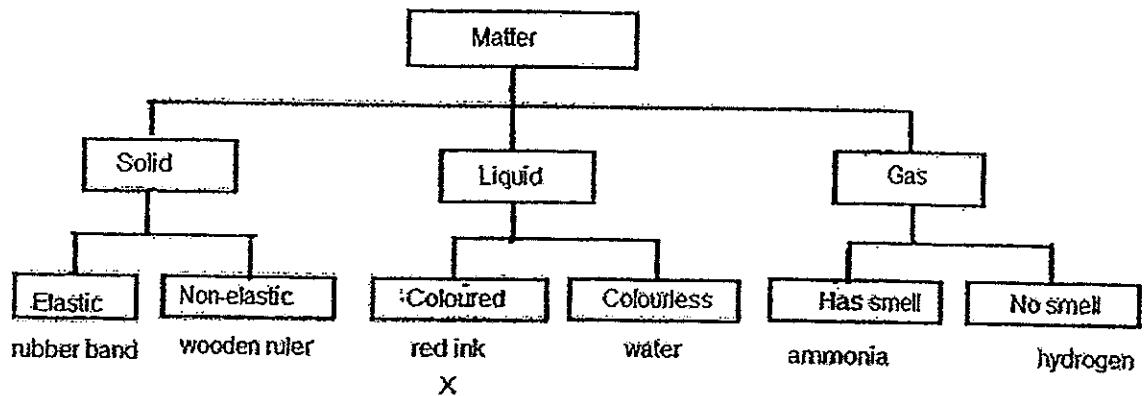 Matter
Solid
Liquid
Gas
Elastic
Non-elastic
Coloured
Colourless
Has smell
No smell
rubber band
wooden ruler
red ink
water
ammonia
hydrogen
X